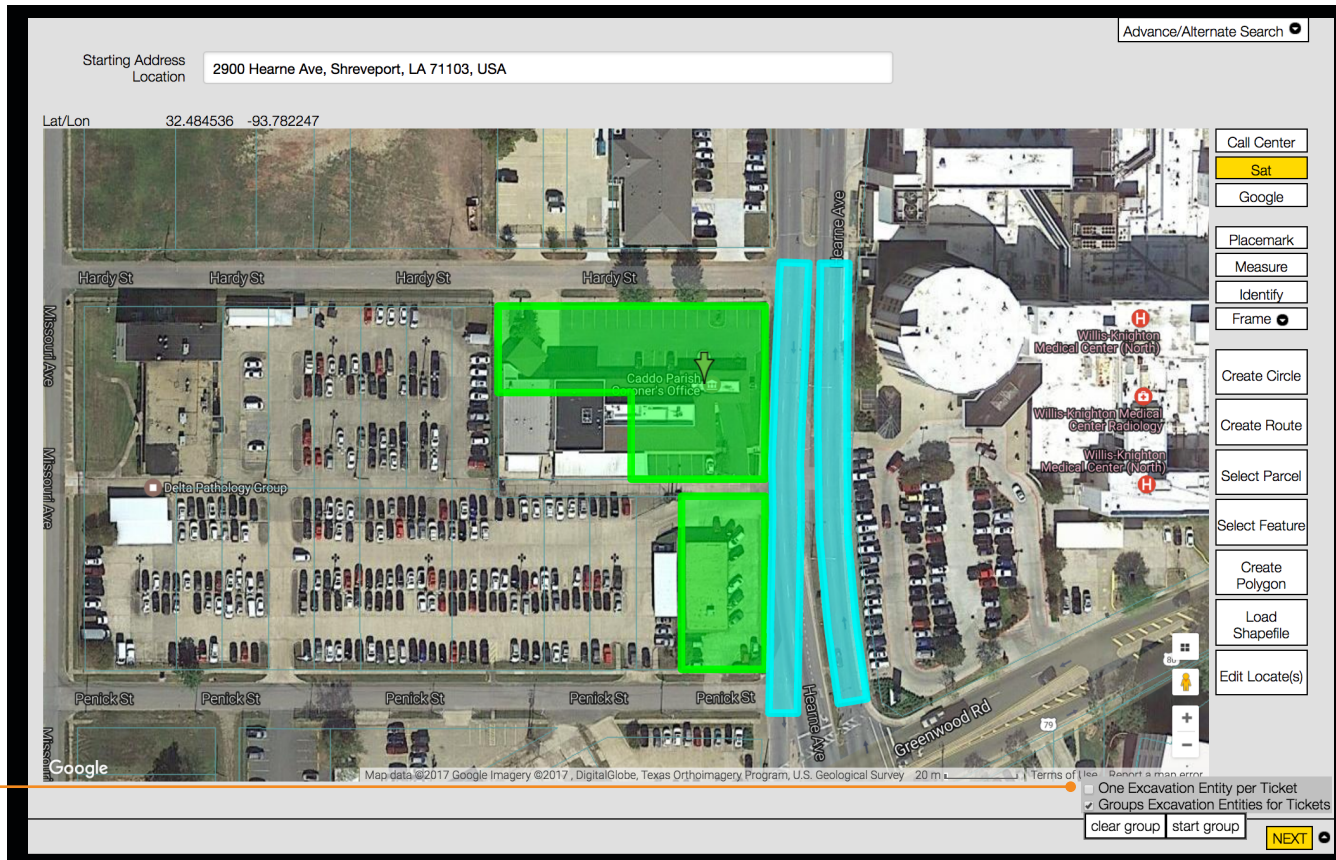 Advance/Alternate Search
Starting Address
Location
2900 Hearne Ave, Shreveport, LA 71103, USA
Lat/Lon 32.484536 -93.782247
Call Center
Sat
Google
Placemark
Measure
Identify
Frame
Create Circle
Create Route
Select Parcel
Select Feature
Create
Polygon
Load
Shapefile
Edit Locate(s)
Hearne Ave
Hardy St
Hardy St
Hardy St
Hardy St
Missouri Ave
Willis-Knighton
Medical Center (North)
Caddo Parish
Coroner's Office
Willis-Knighton Medical
Center Radiology
Missouri Ave
Willis-Knighton
Medical Center (North)
Delta Pathology Group
80
Penick St
Penick St
Penick St
Penick St
Penick St
Hearne Ave
Greenwood Rd
79
Google
Map data ©2017 Google Imagery ©2017 , DigitalGlobe, Texas Orthoimagery Program, U.S. Geological Survey 20 m Terms of Use Report a map error
One Excavation Entity per Ticket
Groups Excavation Entities for Tickets
clear group start group
NEXT